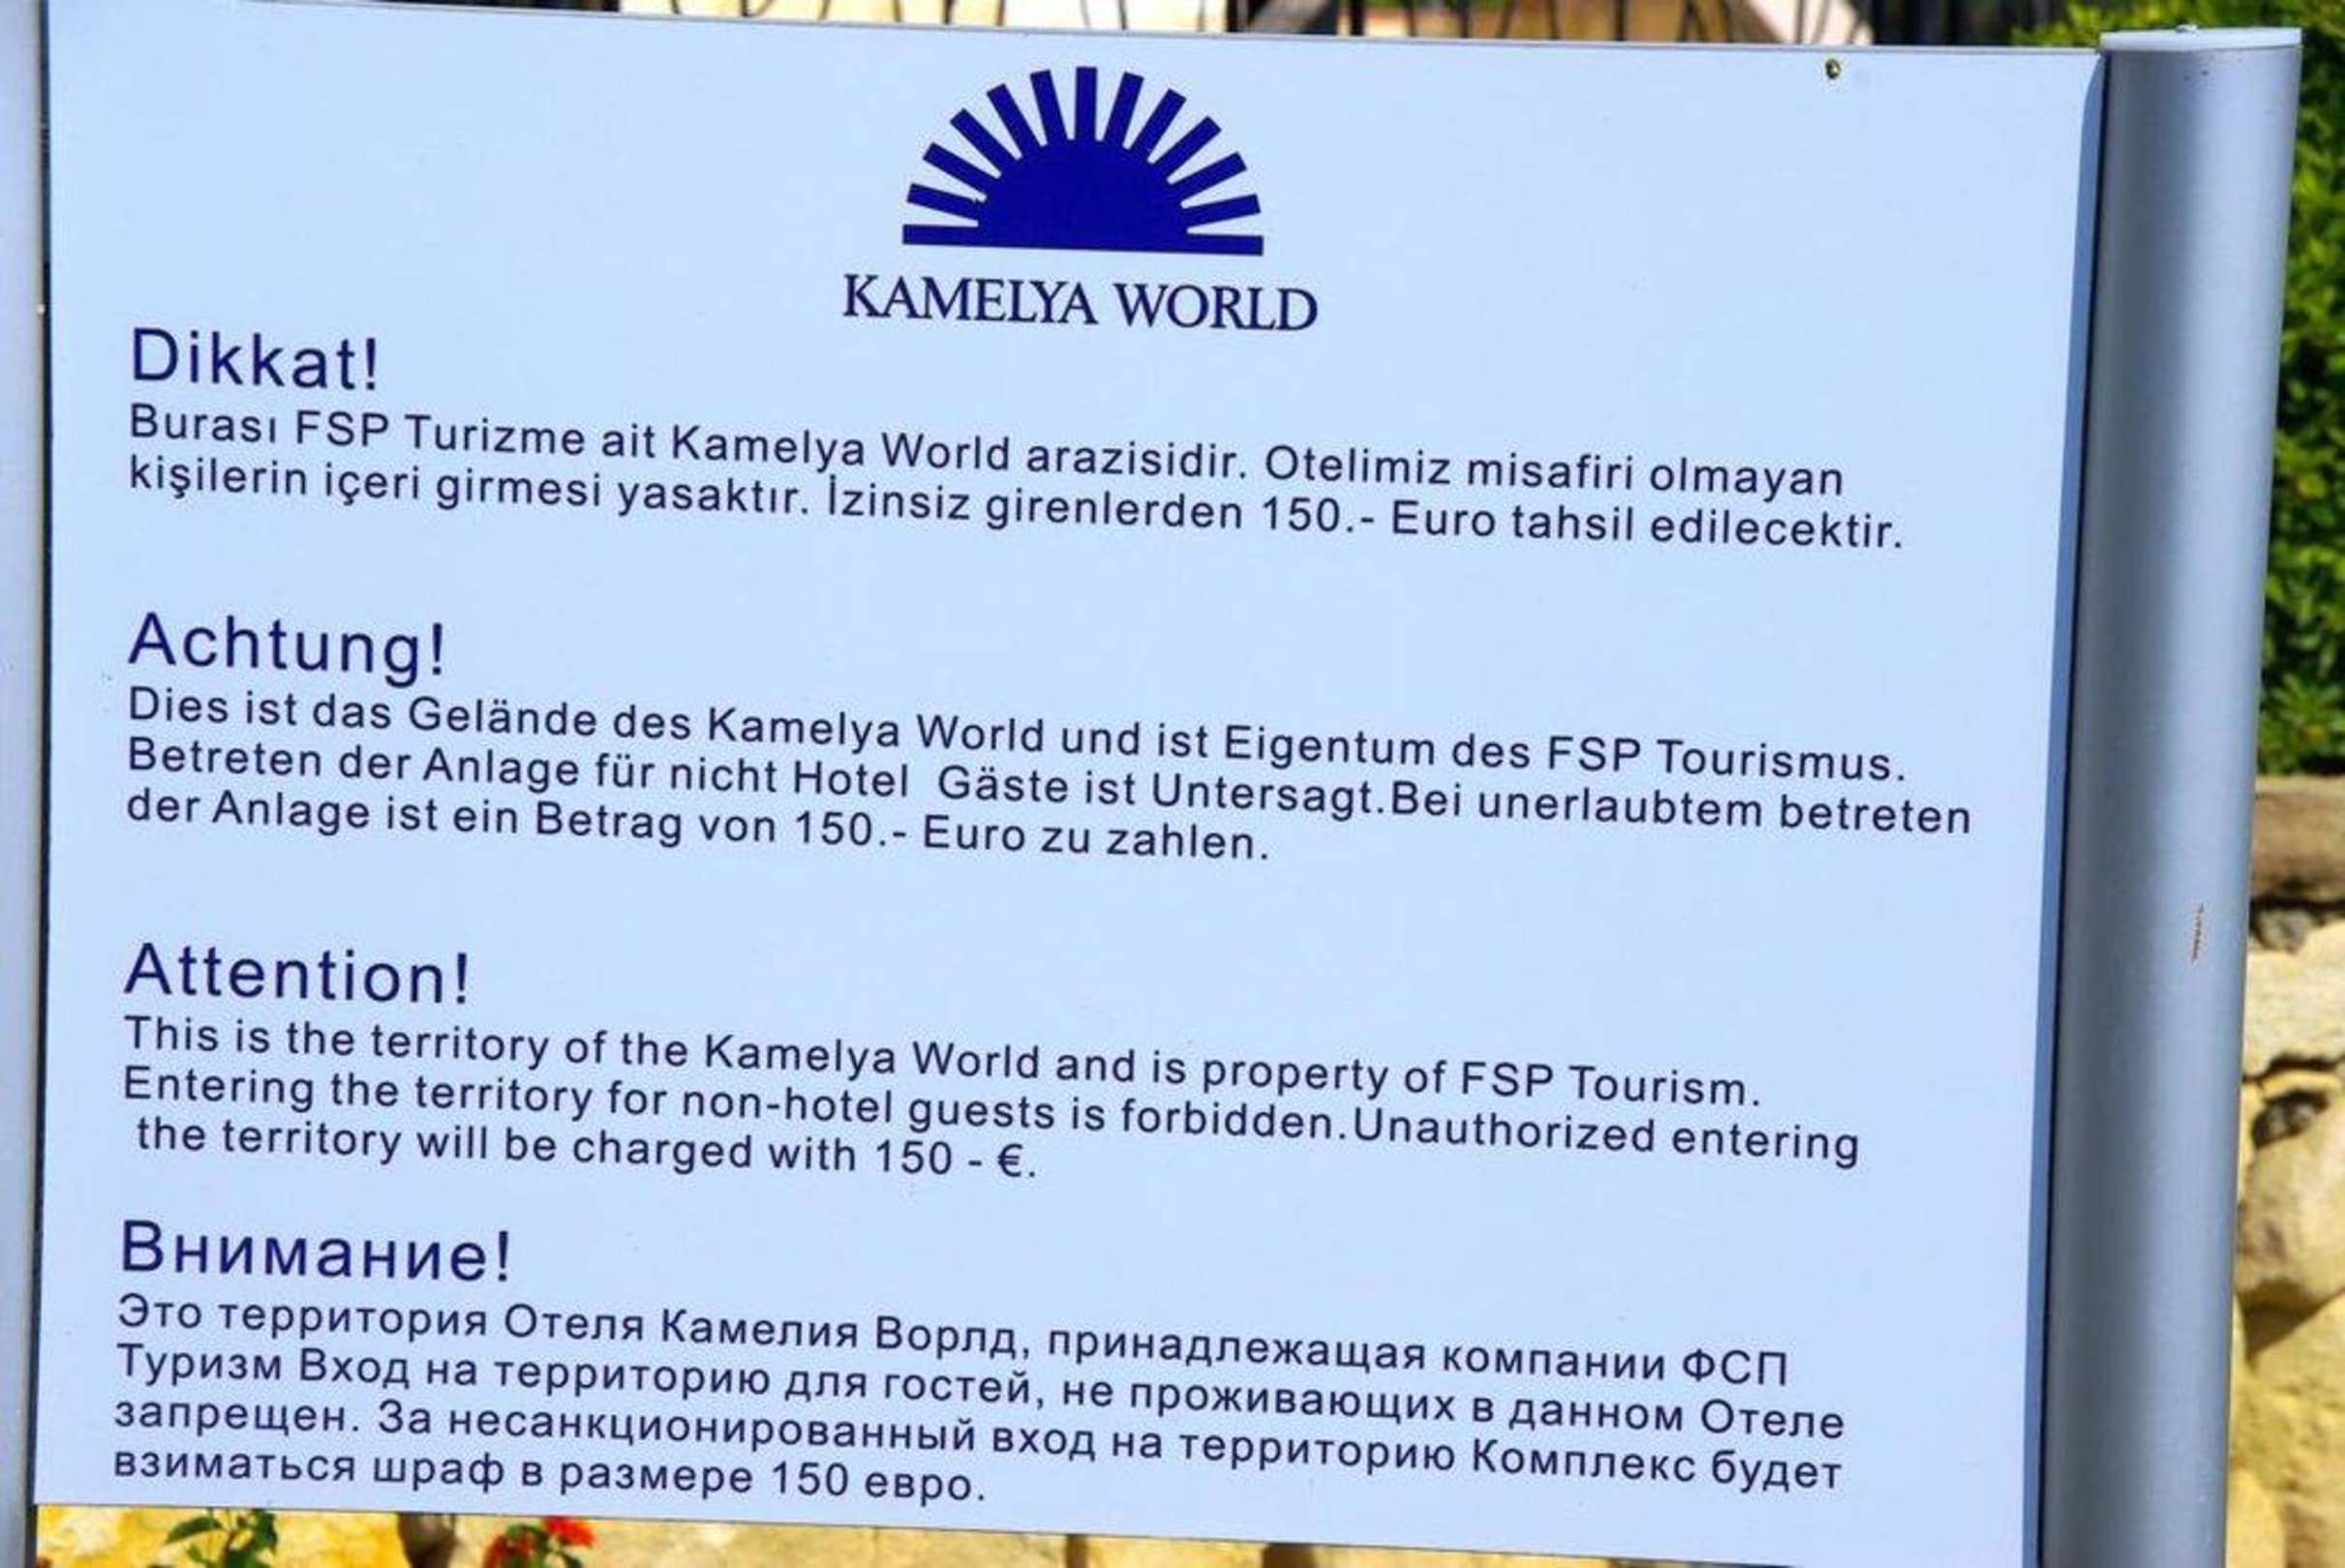 KAMELYA WORLD
Dikkat!
Burası FSP Turizme ait Kamelya World arazisidir. Otelimiz misafiri olmayan
kişilerin içeri girmesi yasaktır. İzinsiz girenlerden 150.- Euro tahsil edilecektir.
Achtung!
Dies ist das Gelände des Kamelya World und ist Eigentum des FSP Tourismus.
Betreten der Anlage für nicht Hotel  Gäste ist Untersagt.Bei unerlaubtem betreten
der Anlage ist ein Betrag von 150.- Euro zu zahlen.
Attention!
This is the territory of the Kamelya World and is property of FSP Tourism.
Entering the territory for non-hotel guests is forbidden.Unauthorized entering
the territory will be charged with 150 - €.
Внимание!
Это территория Отеля Камелия Ворлд, принадлежащая компании ФСП
Туризм Вход на территорию для гостей, не проживающих в данном Отеле
запрещен. За несанкционированный вход на территорию Комплекс будет
взиматься шраф в размере 150 евро.